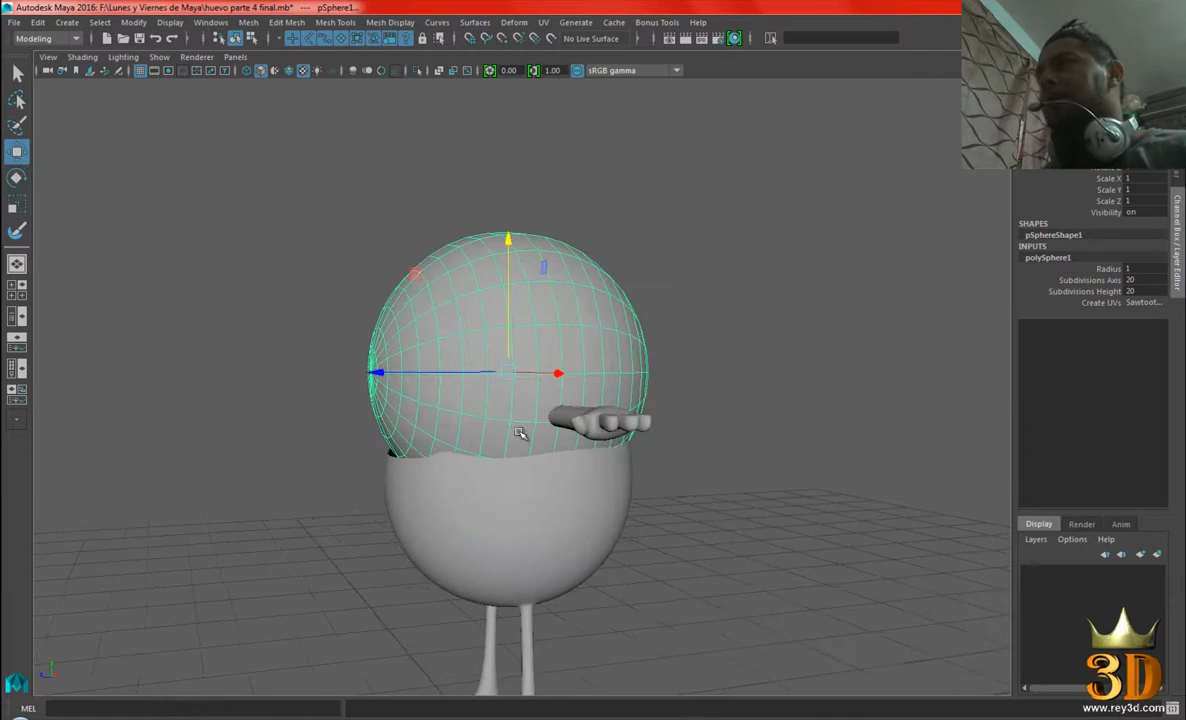 Autodesk Maya 2016: F:\Lunes y Viernes de Maya\huevo parte 4 final.mb* --- pSphere1...
File Edit Create Select Modify Display Windows Mesh Edit Mesh Mesh Tools Mesh Display Curves Surfaces Deform UV Generate Cache Bonus Tools Help
Modeling No Live Surface
View Shading Lighting Show Renderer Panels
0.00 1.00 sRGB gamma
Scale X 1
Scale Y 1
Scale Z 1
Visibility on
SHAPES
pSphereShape1
INPUTS
polySphere1
Radius 1
Subdivisions Axis 20
Subdivisions Height 20
Create UVs Sawtoot...
Channel Box / Layer Editor
Display Render Anim
Layers Options Help
3D
www.rey3d.com
MEL